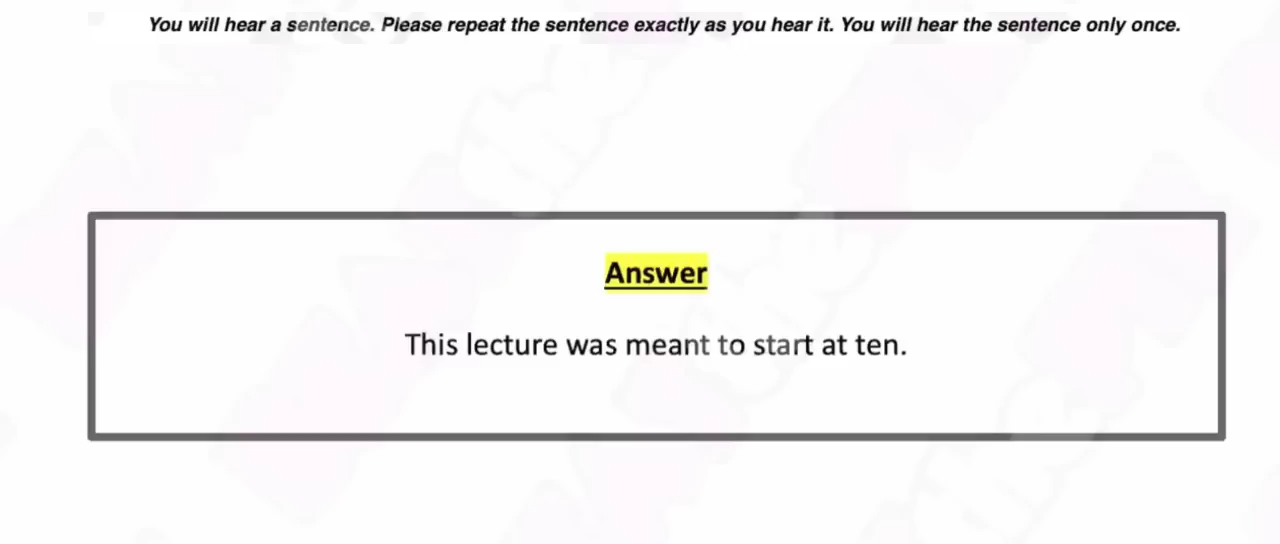 You will hear a sentence. Please repeat the sentence exactly as you hear it. You will hear the sentence only once.
Answer
This lecture was meant to start at ten.